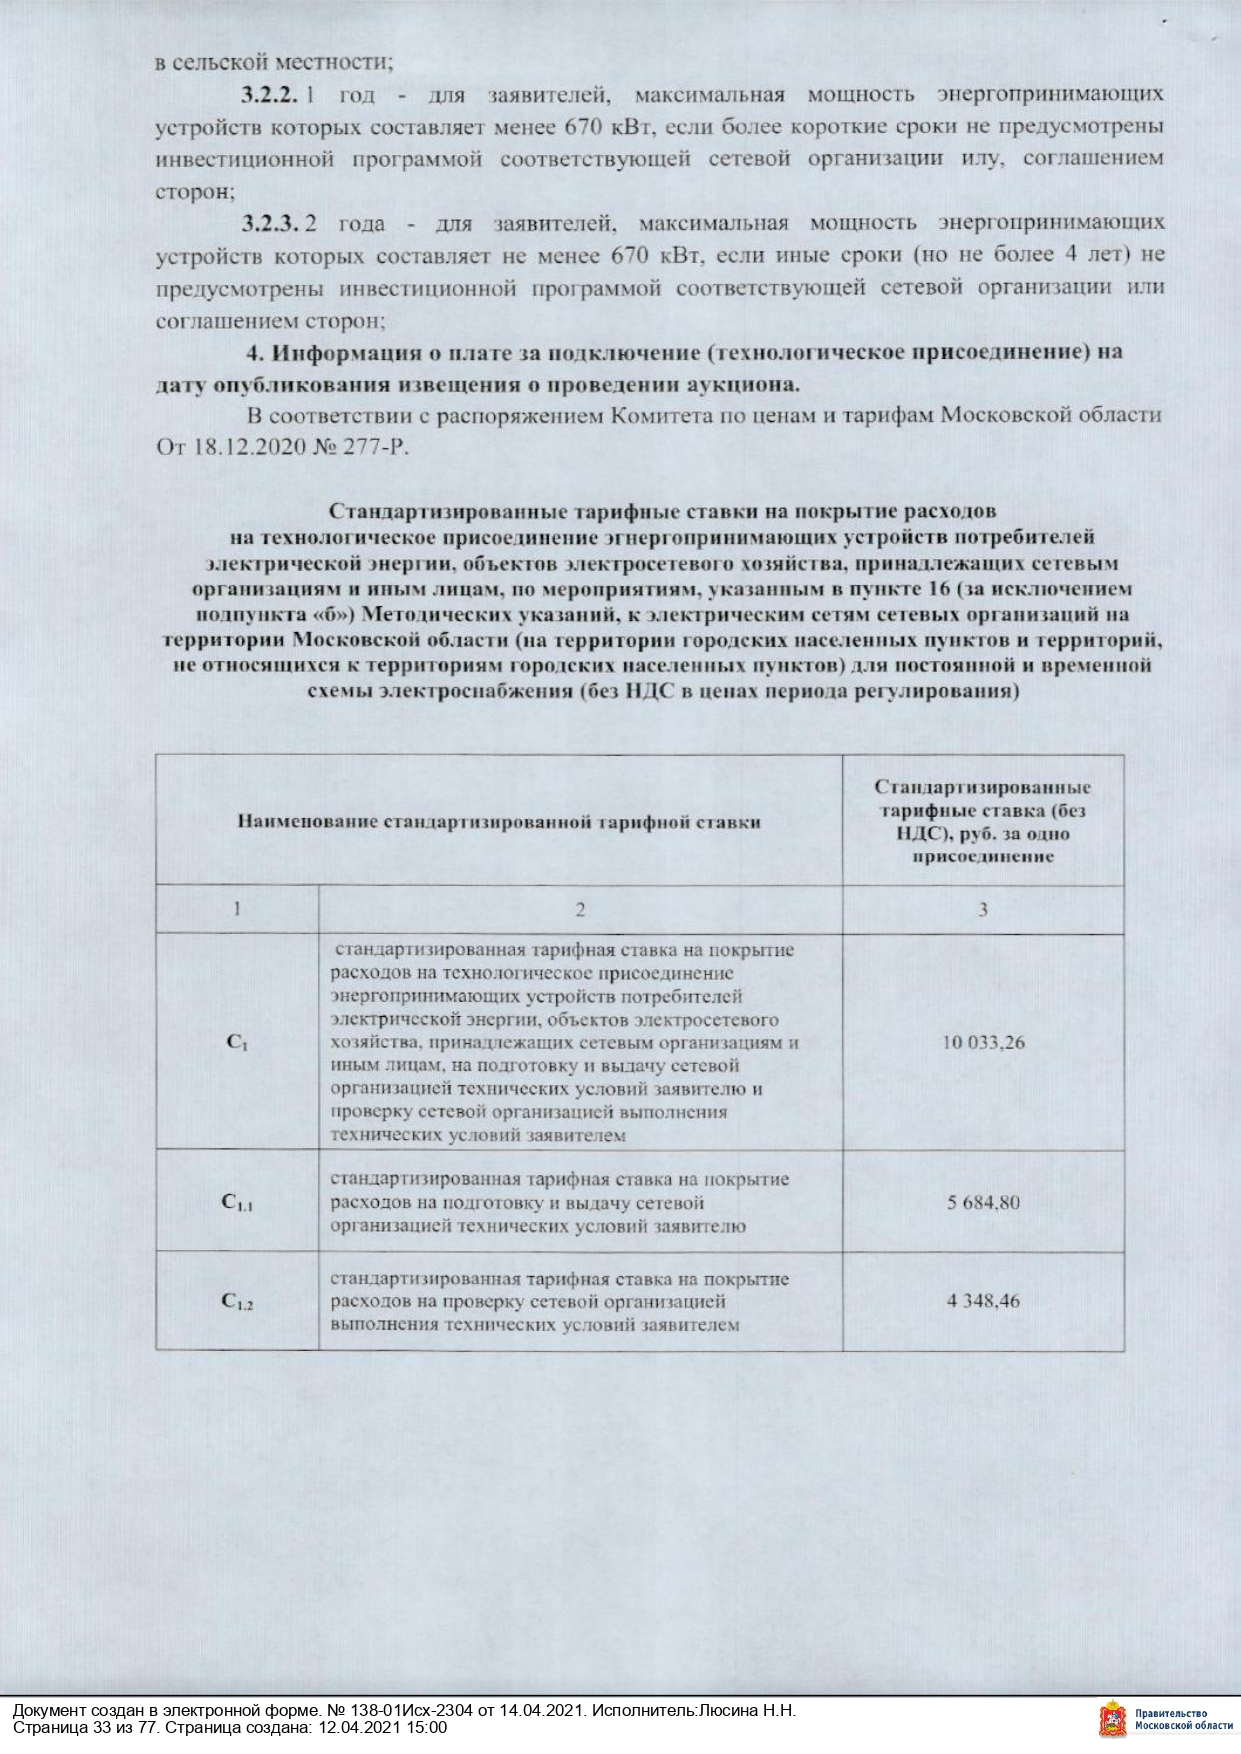 в сельской местности;
3.2.2. 1 год - для заявителей, максимальная мощность энергопринимающих
устройств которых составляет менее 670 кВт, если более короткие сроки не предусмотрены
инвестиционной программой соответствующей сетевой организации илу, соглашением
сторон;
3.2.3. 2 года - для заявителей, максимальная мощность энергопринимающих
устройств которых составляет не менее 670 кВт, если иные сроки (но не более 4 лет) не
предусмотрены инвестиционной программой соответствующей сетевой организации или
соглашением сторон;
4. Информация о плате за подключение (технологическое присоединение) на
дату опубликования извещения о проведении аукциона.
В соответствии с распоряжением Комитета по ценам и тарифам Московской области
От 18.12.2020 № 277-Р.
Стандартизированные тарифные ставки на покрытие расходов
на технологическое присоединение эгнергопринимающих устройств потребителей
электрической энергии, объектов электросетевого хозяйства, принадлежащих сетевым
организациям и иным лицам, по мероприятиям, указанным в пункте 16 (за исключением
подпункта «б») Методических указаний, к электрическим сетям сетевых организаций на
территории Московской области (на территории городских населенных пунктов и территорий,
не относящихся к территориям городских населенных пунктов) для постоянной и временной
схемы электроснабжения (без НДС в ценах периода регулирования)
Наименование стандартизированной тарифной ставки
Стандартизированные
тарифные ставка (без
НДС), руб. за одно
присоединение
1
2
3
С1
стандартизированная тарифная ставка на покрытие
расходов на технологическое присоединение
энергопринимающих устройств потребителей
электрической энергии, объектов электросетевого
хозяйства, принадлежащих сетевым организациям и
иным лицам, на подготовку и выдачу сетевой
организацией технических условий заявителю и
проверку сетевой организацией выполнения
технических условий заявителем
10 033,26
С1.1
стандартизированная тарифная ставка на покрытие
расходов на подготовку и выдачу сетевой
организацией технических условий заявителю
5 684,80
С1.2
стандартизированная тарифная ставка на покрытие
расходов на проверку сетевой организацией
выполнения технических условий заявителем
4 348,46
Документ создан в электронной форме. № 138-01Исх-2304 от 14.04.2021. Исполнитель:Люсина Н.Н.
Страница 33 из 77. Страница создана: 12.04.2021 15:00
Правительство
Московской области